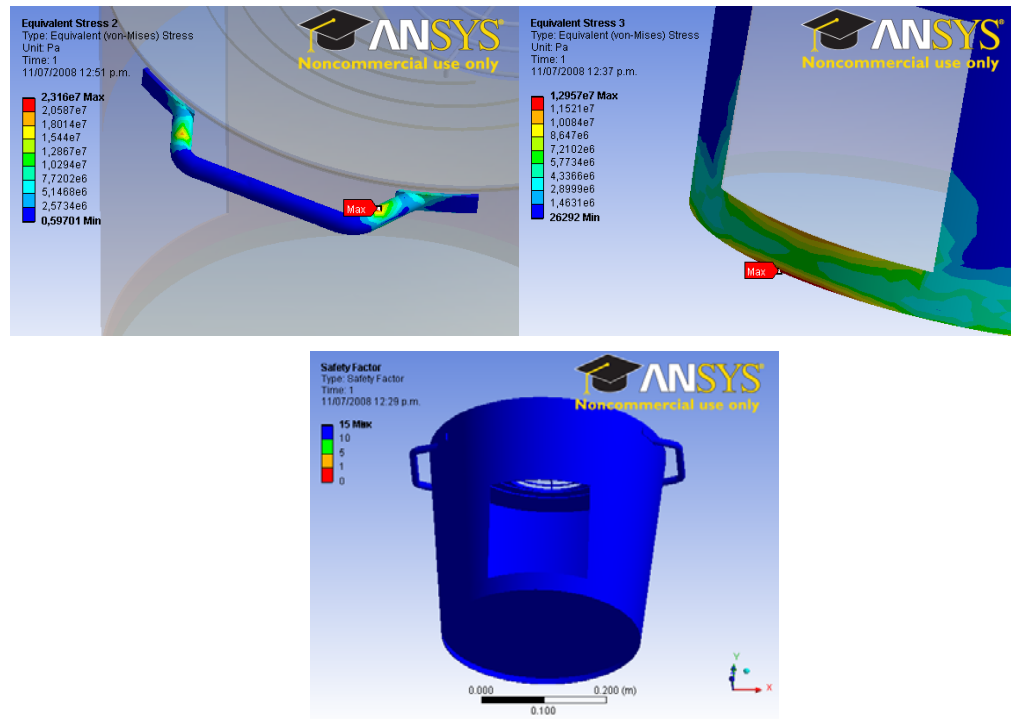 Equivalent Stress 2
Type: Equivalent (von-Mises) Stress
Unit: Pa
Time: 1
11/07/2008 12:51 p.m.
ANSYS
Noncommercial use only
2,316e7 Max
2,0587e7
1,8014e7
1,544e7
1,2867e7
1,0294e7
7,7202e6
5,1468e6
2,5734e6
0,59701 Min
Max
Equivalent Stress 3
Type: Equivalent (von-Mises) Stress
Unit: Pa
Time: 1
11/07/2008 12:37 p.m.
ANSYS
Noncommercial use only
1,2957e7 Max
1,1521e7
1,0084e7
8,647e6
7,2102e6
5,7734e6
4,3366e6
2,8999e6
1,4631e6
26292 Min
Max
Safety Factor
Type: Safety Factor
Time: 1
11/07/2008 12:29 p.m.
ANSYS
Noncommercial use only
15
10
5
1
0
0.000
0.200 (m)
0.100
Y
X